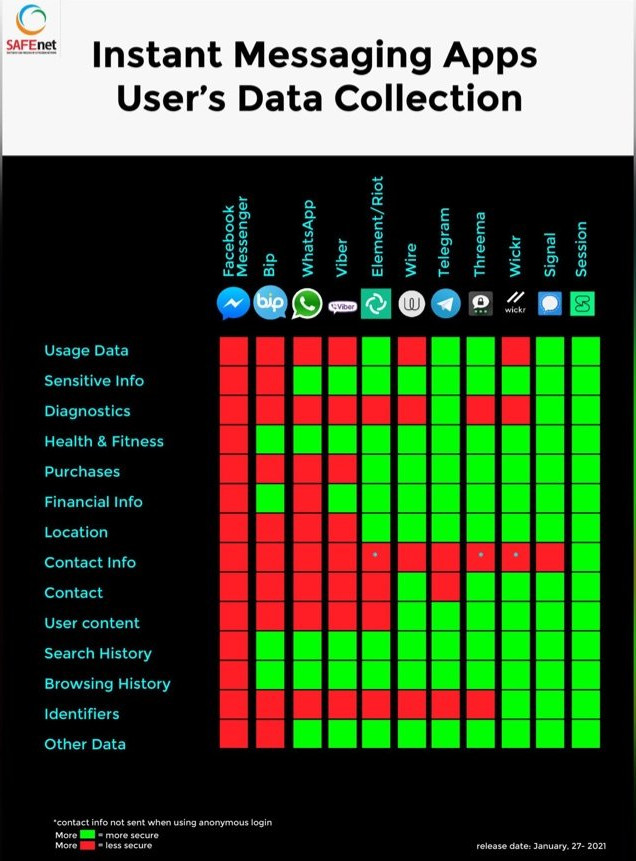 SAFEnet
Instant Messaging Apps
User's Data Collection
Facebook
Messenger
Bip
WhatsApp
Viber
Element/Riot
Wire
Telegram
Threema
Wickr
Signal
Session
bip
Viber
wickr
Usage Data
Sensitive Info
Diagnostics
Health & Fitness
Purchases
Financial Info
Location
Contact Info
* * *
Contact
User content
Search History
Browsing History
Identifiers
Other Data
*contact info not sent when using anonymous login
More = more secure
More = less secure
release date: January, 27- 2021